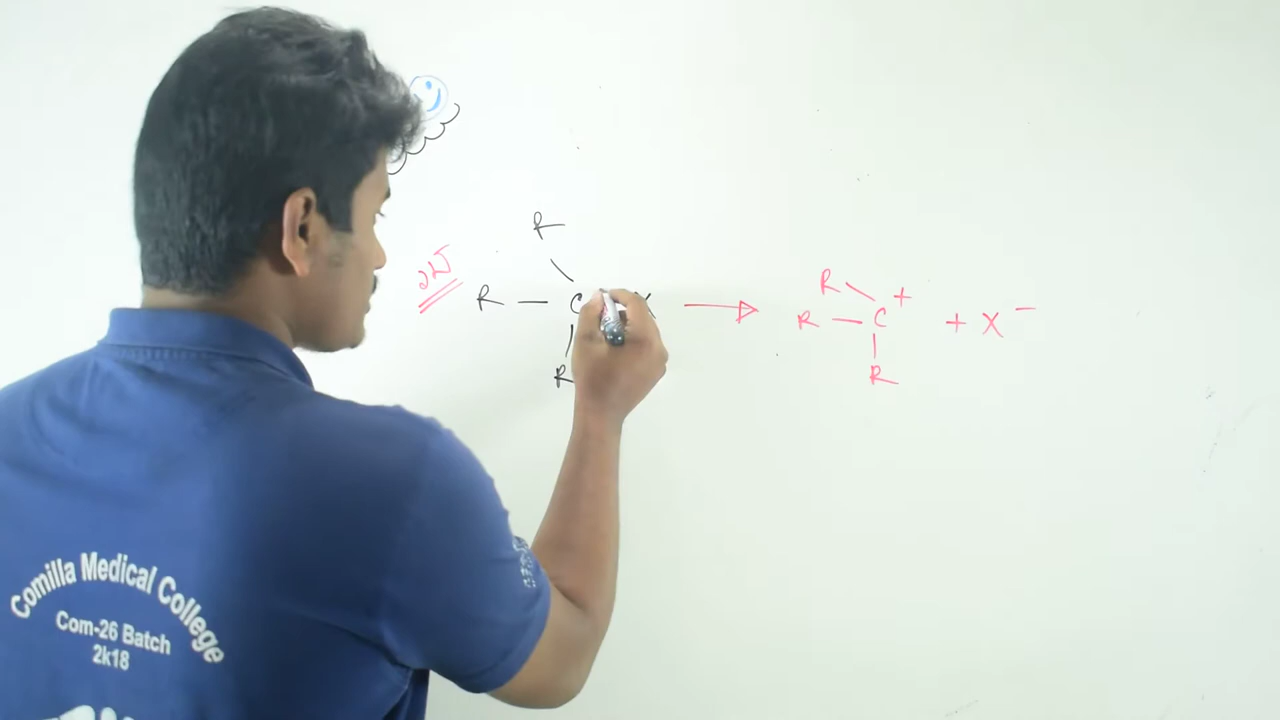 R
২য় R — C X → R — C + + X −
R
R
R
Comilla Medical College
Com-26 Batch
2k18